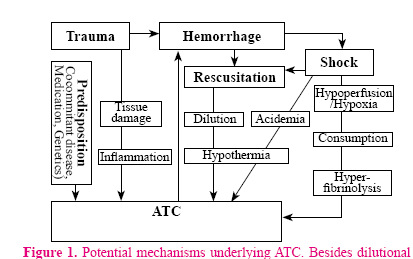 Trauma
Hemorrhage
Shock
Rescusitation
Predisposition
Cocommitant disease,
Medication, Genetics)
Tissue
damage
Inflammation
Dilution
Acidemia
Hypothermia
Hypoperfusion
/Hypoxia
Consumption
Hyper-
fibrinolysis
ATC
Figure 1. Potential mechanisms underlying ATC. Besides dilutional